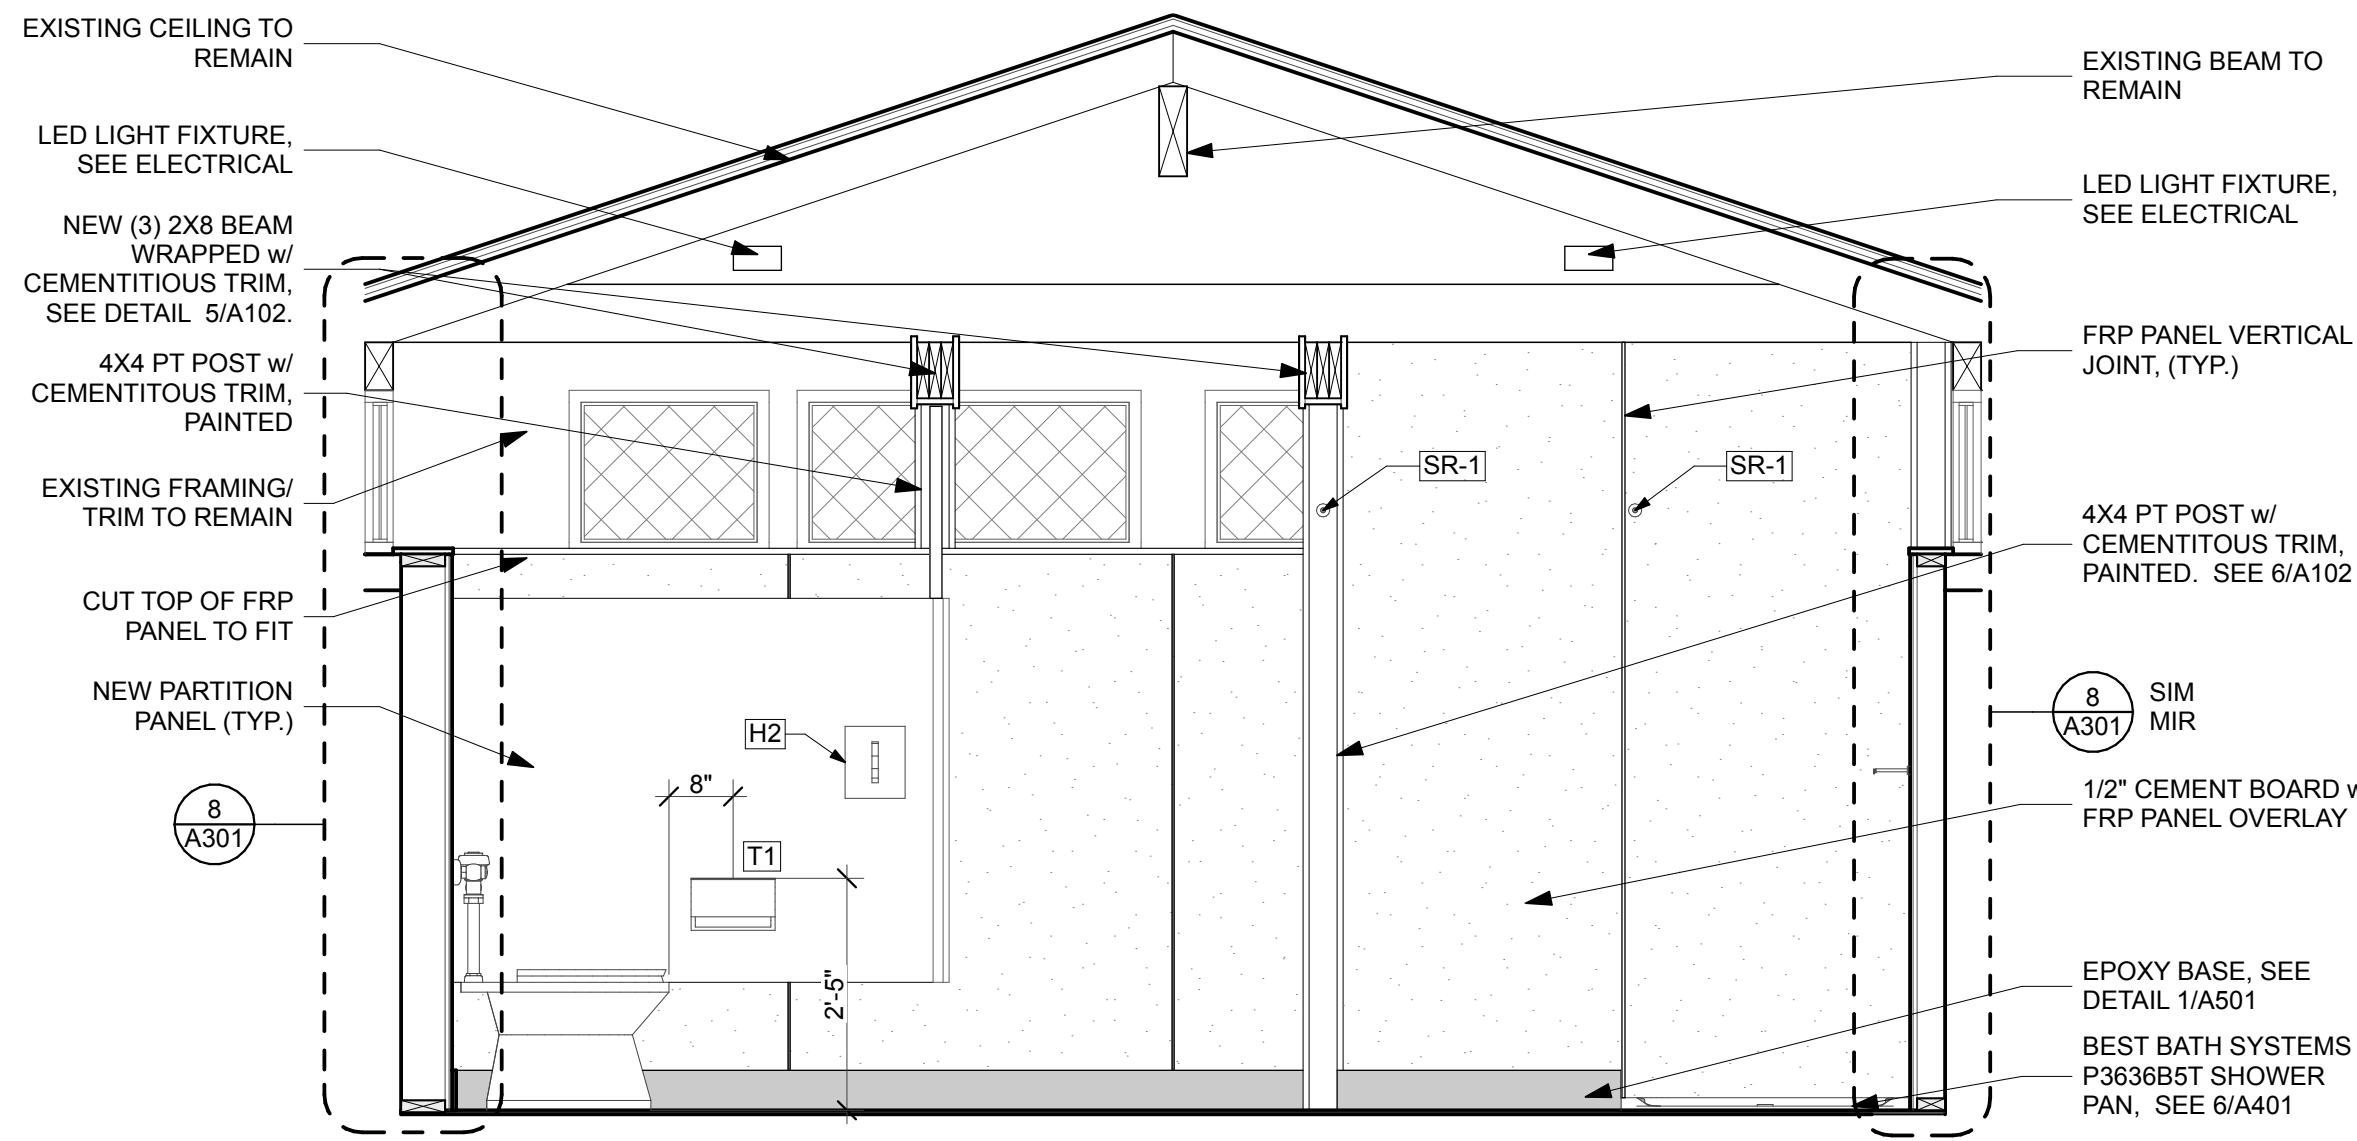 EXISTING CEILING TO
REMAIN
LED LIGHT FIXTURE,
SEE ELECTRICAL
NEW (3) 2X8 BEAM
WRAPPED w/
CEMENTITIOUS TRIM,
SEE DETAIL 5/A102.
4X4 PT POST w/
CEMENTITOUS TRIM,
PAINTED
EXISTING FRAMING/
TRIM TO REMAIN
CUT TOP OF FRP
PANEL TO FIT
NEW PARTITION
PANEL (TYP.)
8
A301
H2
8"
T1
2'-5"
SR-1
SR-1
EXISTING BEAM TO
REMAIN
LED LIGHT FIXTURE,
SEE ELECTRICAL
FRP PANEL VERTICAL
JOINT, (TYP.)
4X4 PT POST w/
CEMENTITOUS TRIM,
PAINTED. SEE 6/A102
8
A301
SIM
MIR
1/2" CEMENT BOARD
FRP PANEL OVERLAY
EPOXY BASE, SEE
DETAIL 1/A501
BEST BATH SYSTEMS
P3636B5T SHOWER
PAN, SEE 6/A401